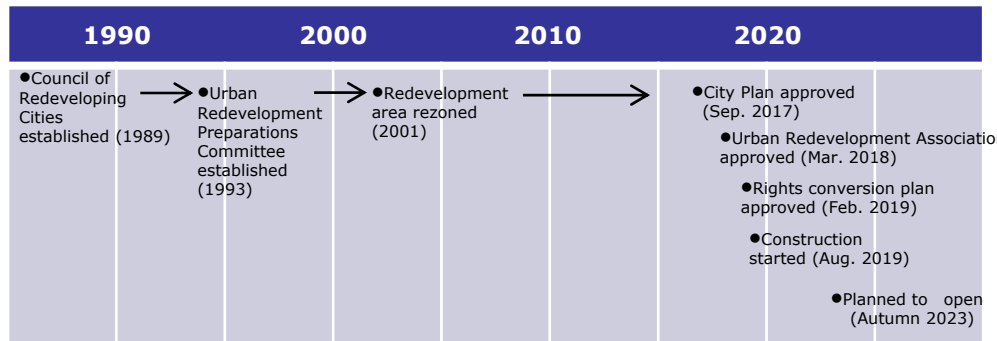 1990 2000 2010 2020
●Council of
Redeveloping
Cities
established (1989)
●Urban
Redevelopment
Preparations
Committee
established
(1993)
●Redevelopment
area rezoned
(2001)
●City Plan approved
(Sep. 2017)
●Urban Redevelopment Associatio
approved (Mar. 2018)
●Rights conversion plan
approved (Feb. 2019)
●Construction
started (Aug. 2019)
●Planned to open
(Autumn 2023)